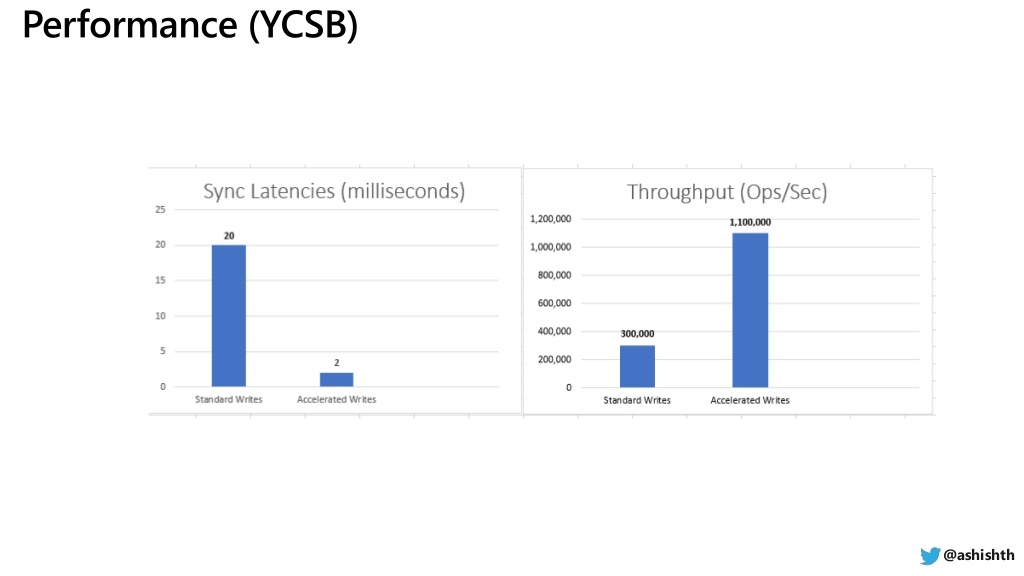 Performance (YCSB)
Sync Latencies (milliseconds)
25
20
15
10
5
0
20
2
Standard Writes
Accelerated Writes
Throughput (Ops/Sec)
1,200,000
1,000,000
800,000
600,000
400,000
200,000
0
300,000
1,100,000
Standard Writes
Accelerated Writes
@ashishth